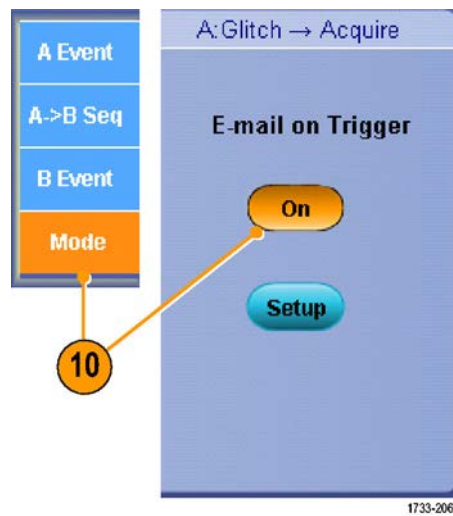 A Event
A->B Seq
B Event
Mode
10
A:Glitch → Acquire
E-mail on Trigger
On
Setup
1733-206